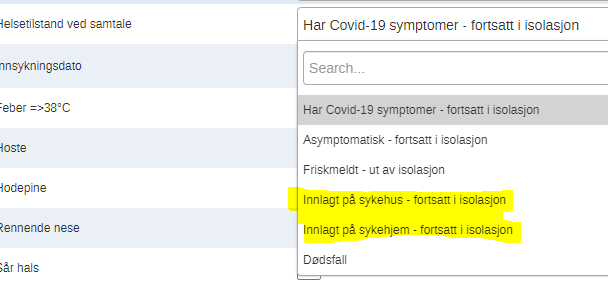 Helsetilstand ved samtale
Har Covid-19 symptomer - fortsatt i isolasjon
nnsykningsdato
Search...
Feber =>38°C
Har Covid-19 symptomer - fortsatt i isolasjon
Asymptomatisk - fortsatt i isolasjon
Hoste
Friskmeldt - ut av isolasjon
Hodepine
Innlagt på sykehus - fortsatt i isolasjon
Rennende nese
Innlagt på sykehjem - fortsatt i isolasjon
Sår hals
Dødsfall